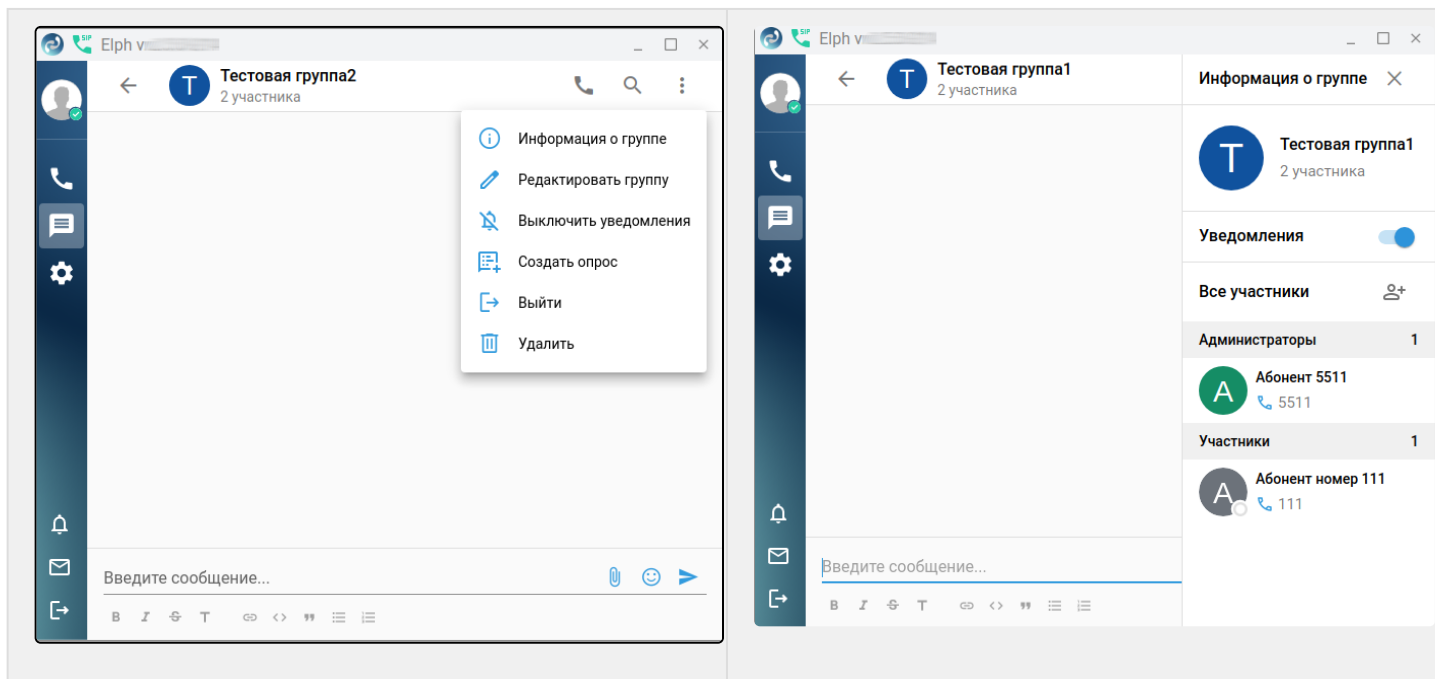 SIP Elph v
Тестовая группа2
2 участника
Информация о группе
Редактировать группу
Выключить уведомления
Создать опрос
Выйти
Удалить
Введите сообщение...
B I S T
SIP Elph v
Тестовая группа1
2 участника
Информация о группе
Тестовая группа1
2 участника
Уведомления
Все участники
Администраторы 1
Абонент 5511
5511
Участники 1
Абонент номер 111
111
Введите сообщение...
B I S T